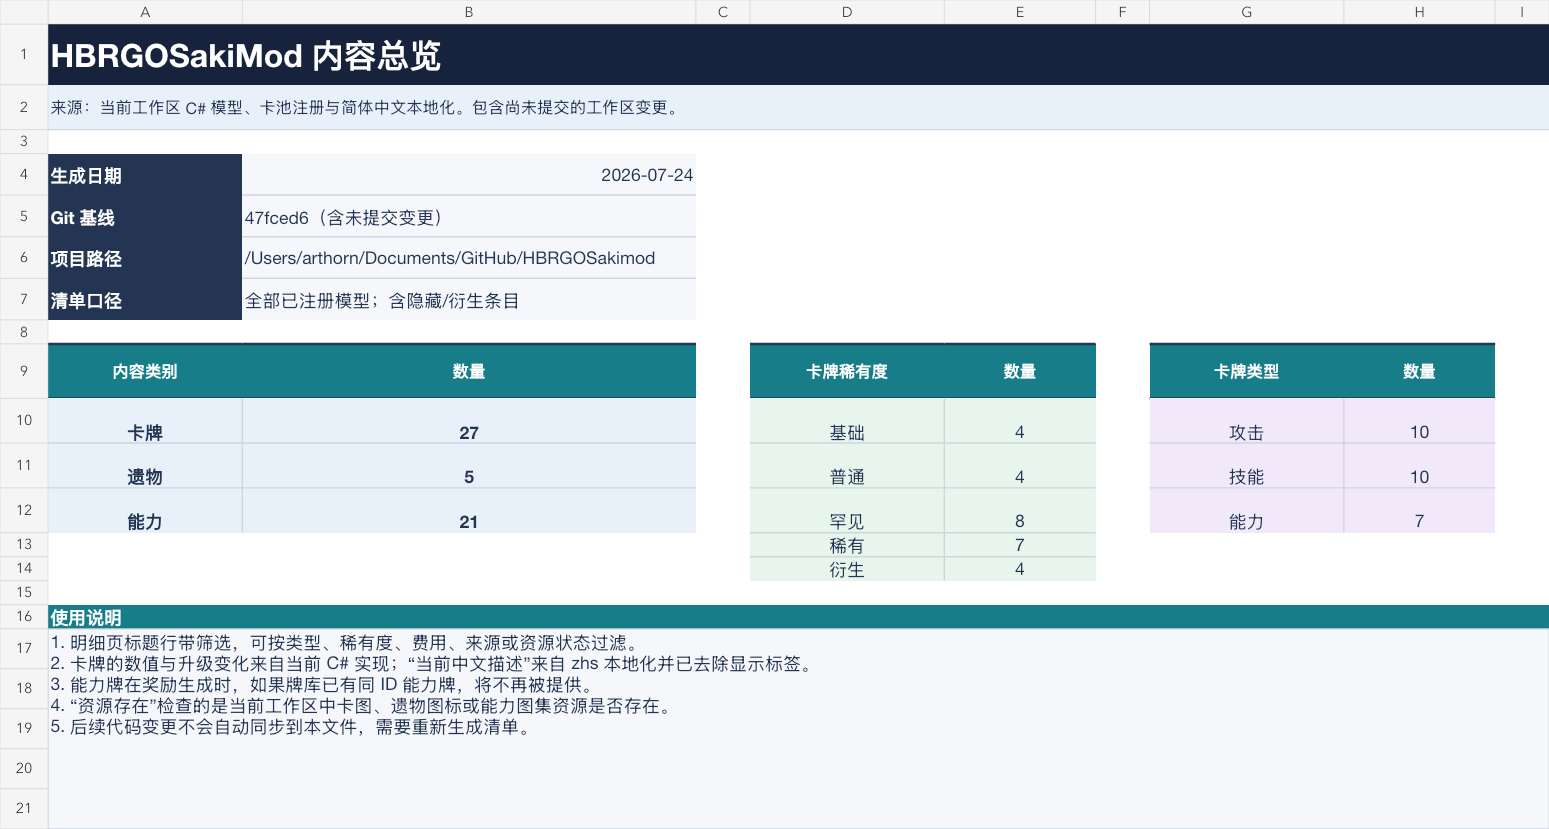 A B C D E F G H I
1 HBRGOSakiMod 内容总览
2 来源：当前工作区 C# 模型、卡池注册与简体中文本地化。包含尚未提交的工作区变更。
3
4 生成日期 2026-07-24
5 Git 基线 47fced6（含未提交变更）
6 项目路径 /Users/arthorn/Documents/GitHub/HBRGOSakimod
7 清单口径 全部已注册模型；含隐藏/衍生条目
8
9 内容类别 数量 卡牌稀有度 数量 卡牌类型 数量
10 卡牌 27 基础 4 攻击 10
11 遗物 5 普通 4 技能 10
12 能力 21 罕见 8 能力 7
13 稀有 7
14 衍生 4
15
16 使用说明
17 1. 明细页标题行带筛选，可按类型、稀有度、费用、来源或资源状态过滤。
2. 卡牌的数值与升级变化来自当前 C# 实现；“当前中文描述”来自 zhs 本地化并已去除显示标签。
18 3. 能力牌在奖励生成时，如果牌库已有同 ID 能力牌，将不再被提供。
4. “资源存在”检查的是当前工作区中卡图、遗物图标或能力图集资源是否存在。
19 5. 后续代码变更不会自动同步到本文件，需要重新生成清单。
20
21